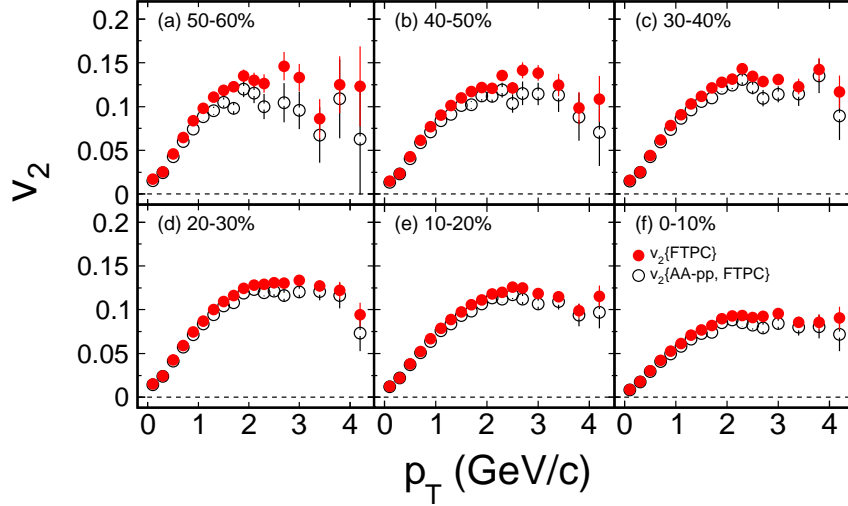 (a) 50-60%
(b) 40-50%
(c) 30-40%
0.2
0.15
0.1
0.05
0
v2
(d) 20-30%
(e) 10-20%
(f) 0-10%
v2{FTPC}
v2{AA-pp, FTPC}
0.2
0.15
0.1
0.05
0
0 1 2 3 4
0 1 2 3 4
0 1 2 3 4
pT (GeV/c)